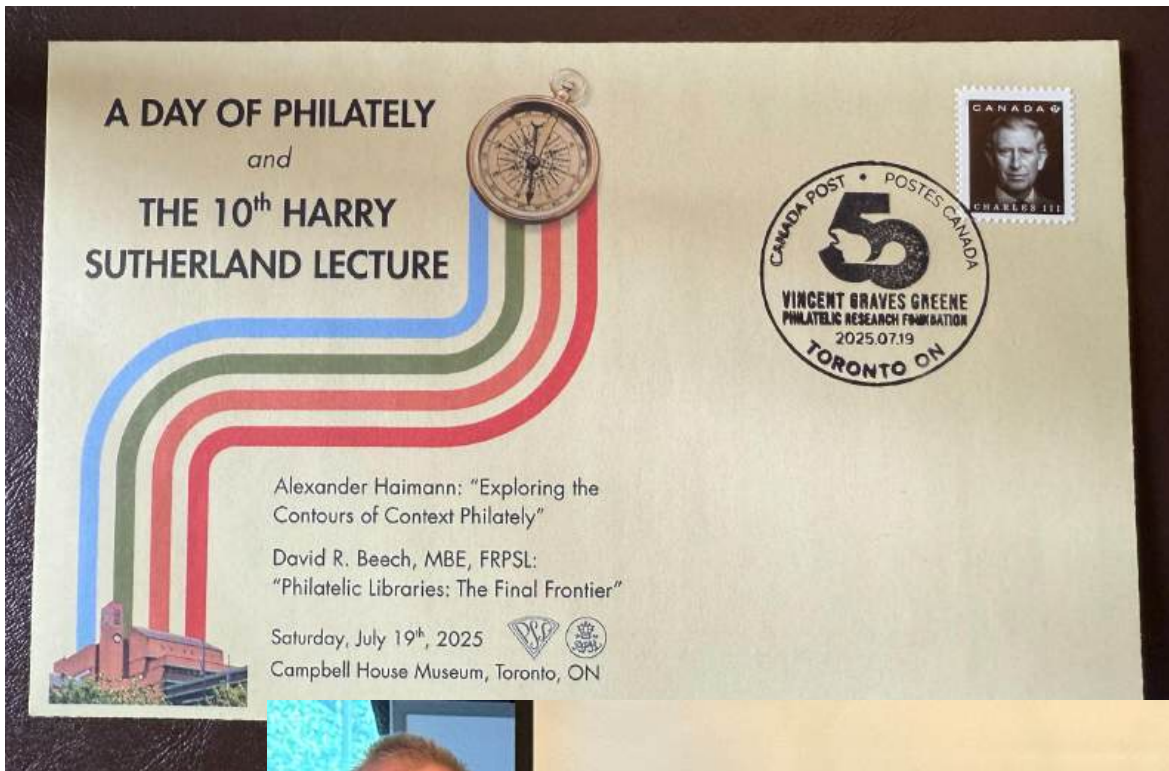 A DAY OF PHILATELY
and
THE 10th HARRY
SUTHERLAND LECTURE
CANADA
CHARLES III
CANADA POST • POSTES CANADA
50
VINCENT GRAVES GREENE
PHILATELIC RESEARCH FOUNDATION
2025.07.19
TORONTO ON
Alexander Haimann: “Exploring the
Contours of Context Philately”
David R. Beech, MBE, FRPSL:
“Philatelic Libraries: The Final Frontier”
Saturday, July 19th, 2025
Campbell House Museum, Toronto, ON